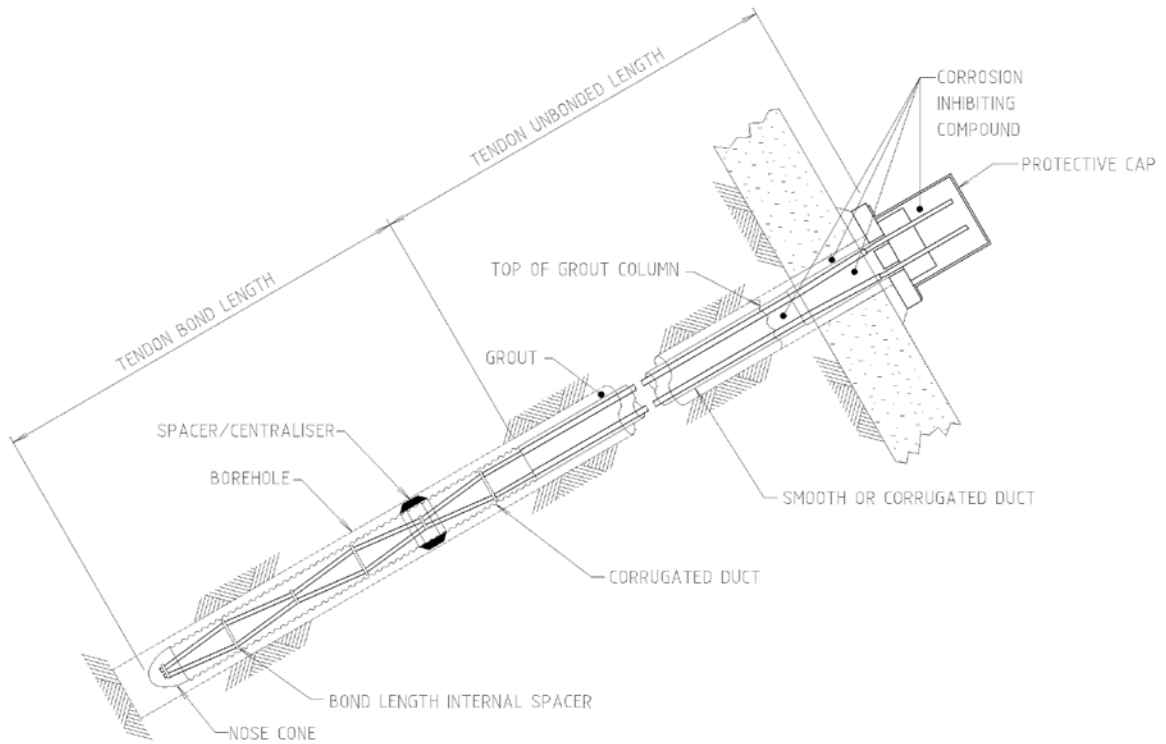 TENDON UNBONDED LENGTH
CORROSION
INHIBITING
COMPOUND
PROTECTIVE CAP
TENDON BOND LENGTH
TOP OF GROUT COLUMN
GROUT
SPACER/CENTRALISER
BOREHOLE
SMOOTH OR CORRUGATED DUCT
CORRUGATED DUCT
BOND LENGTH INTERNAL SPACER
NOSE CONE